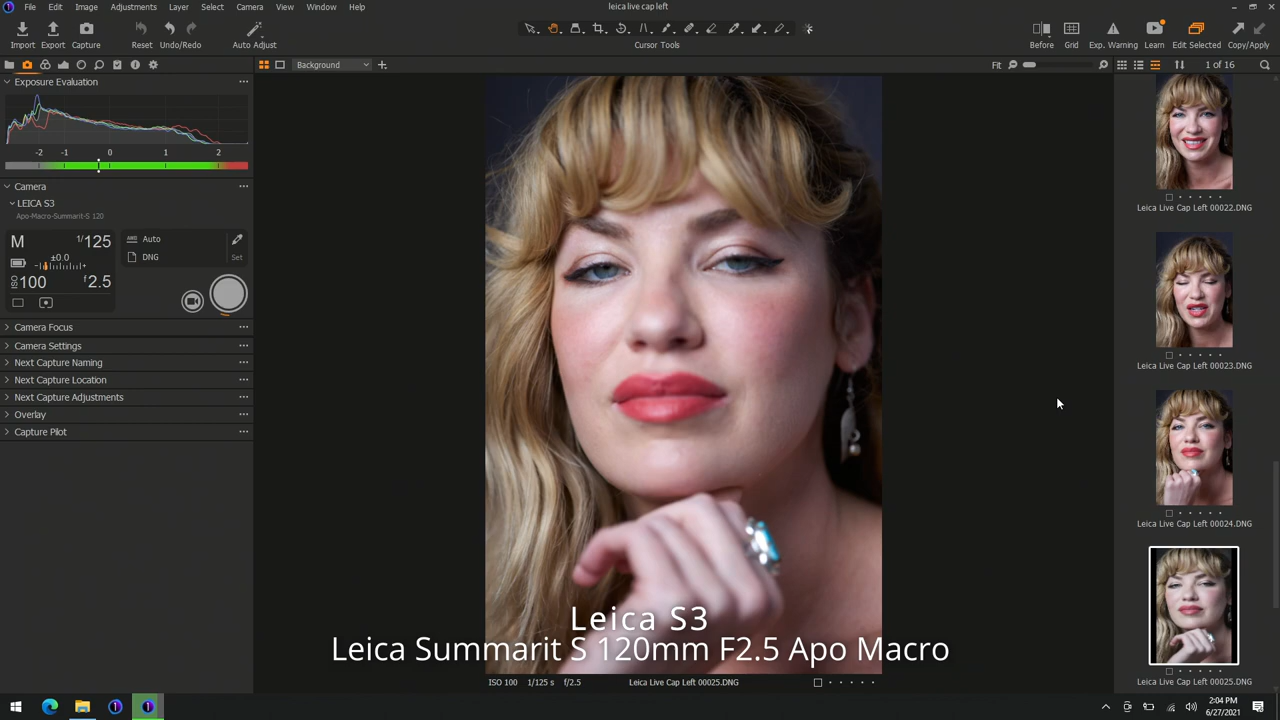 leica live cap left
File Edit Image Adjustments Layer Select Camera View Window Help
Import Export Capture Reset Undo/Redo Auto Adjust Cursor Tools Before Grid Exp. Warning Learn Edit Selected Copy/Apply
Background
Fit
1 of 16
Exposure Evaluation
-2 -1 0 1 2
Camera
LEICA S3
Apo-Macro-Summarit-S 120
M 1/125
±0.0
ISO 100 f 2.5
AWB Auto
DNG
Set
Camera Focus
Camera Settings
Next Capture Naming
Next Capture Location
Next Capture Adjustments
Overlay
Capture Pilot
Leica S3
Leica Summarit S 120mm F2.5 Apo Macro
ISO 100 1/125 s f/2.5 Leica Live Cap Left 00025.DNG
Leica Live Cap Left 00022.DNG
Leica Live Cap Left 00023.DNG
Leica Live Cap Left 00024.DNG
Leica Live Cap Left 00025.DNG
2:04 PM
6/27/2021